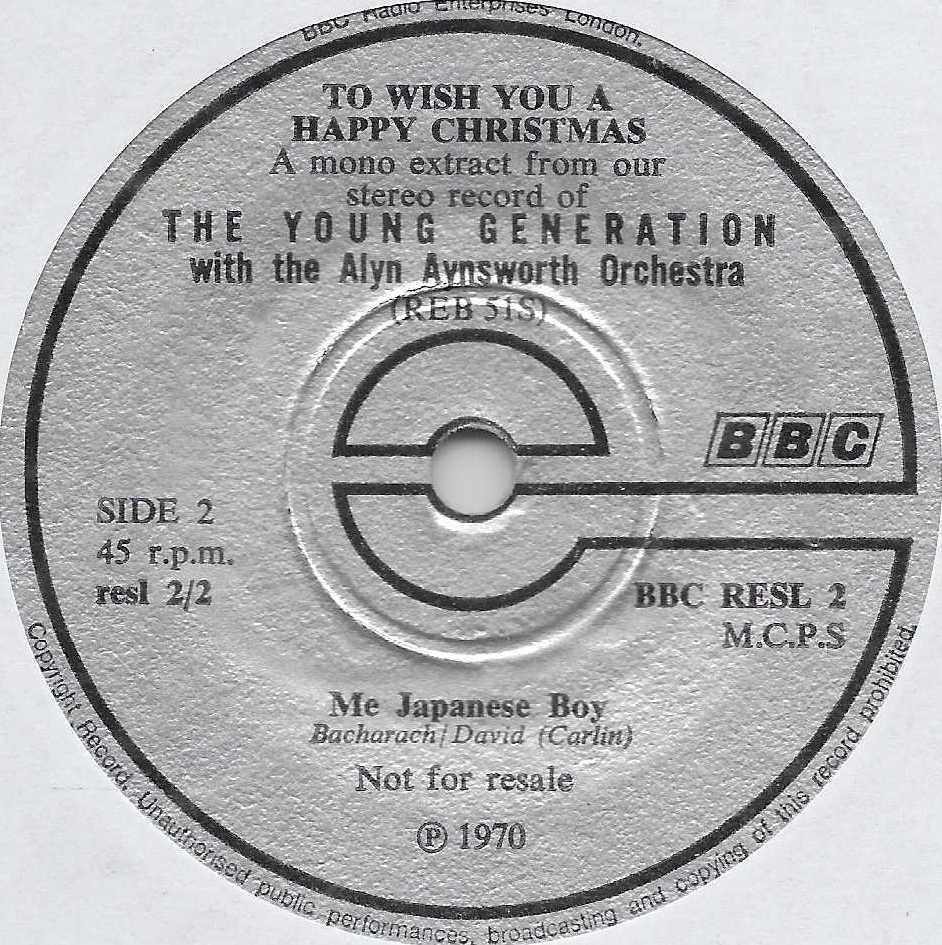 BBC Radio Enterprises London.
TO WISH YOU A
HAPPY CHRISTMAS
A mono extract from our
stereo record of
THE YOUNG GENERATION
with the Alyn Aynsworth Orchestra
(REB 51S)
BBC
SIDE 2
45 r.p.m.
resl 2/2
BBC RESL 2
M.C.P.S
Me Japanese Boy
Bacharach/David (Carlin)
Not for resale
℗ 1970
Copyright Record. Unauthorised public performances, broadcasting and copying of this record prohibited.